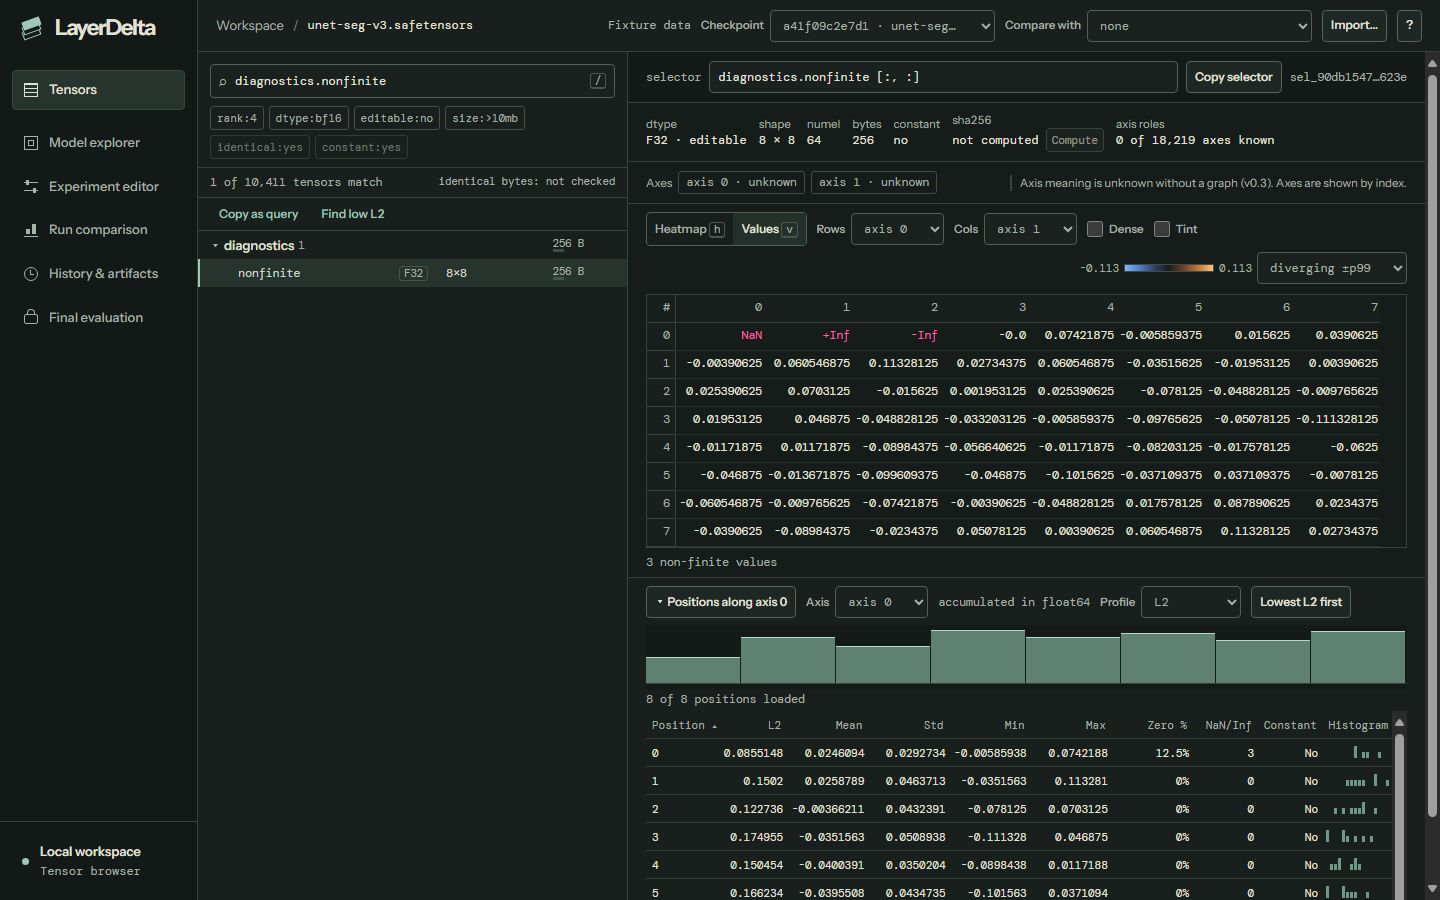 LayerDelta
Workspace / unet-seg-v3.safetensors
Fixture data Checkpoint a41f09c2e7d1 · unet-seg… Compare with none Import… ?
Tensors
Model explorer
Experiment editor
Run comparison
History & artifacts
Final evaluation
Local workspace
Tensor browser
diagnostics.nonfinite /
rank:4 dtype:bf16 editable:no size:>10mb
identical:yes constant:yes
1 of 10,411 tensors match identical bytes: not checked
Copy as query Find low L2
diagnostics 1 256 B
nonfinite F32 8×8 256 B
selector diagnostics.nonfinite [:, :] Copy selector sel_90db1547…623e
dtype shape numel bytes constant sha256 axis roles
F32 · editable 8 × 8 64 256 no not computed Compute 0 of 18,219 axes known
Axes axis 0 · unknown axis 1 · unknown Axis meaning is unknown without a graph (v0.3). Axes are shown by index.
Heatmap h Values v Rows axis 0 Cols axis 1 Dense Tint
-0.113 0.113 diverging ±p99
# 0 1 2 3 4 5 6 7
0 NaN +Inf -Inf -0.0 0.07421875 -0.005859375 0.015625 0.0390625
1 -0.00390625 0.060546875 0.11328125 0.02734375 0.060546875 -0.03515625 -0.01953125 0.00390625
2 0.025390625 0.0703125 -0.015625 0.001953125 0.025390625 -0.078125 -0.048828125 -0.009765625
3 0.01953125 0.046875 -0.048828125 -0.033203125 -0.005859375 -0.09765625 -0.05078125 -0.111328125
4 -0.01171875 0.01171875 -0.08984375 -0.056640625 -0.01171875 -0.08203125 -0.017578125 -0.0625
5 -0.046875 -0.013671875 -0.099609375 -0.046875 -0.1015625 -0.037109375 0.037109375 -0.0078125
6 -0.060546875 -0.009765625 -0.07421875 -0.00390625 -0.048828125 0.017578125 0.087890625 0.0234375
7 -0.0390625 -0.08984375 -0.0234375 0.05078125 0.00390625 0.060546875 0.11328125 0.02734375
3 non-finite values
Positions along axis 0 Axis axis 0 accumulated in float64 Profile L2 Lowest L2 first
8 of 8 positions loaded
Position L2 Mean Std Min Max Zero % NaN/Inf Constant Histogram
0 0.0855148 0.0246094 0.0292734 -0.00585938 0.0742188 12.5% 3 No
1 0.1502 0.0258789 0.0463713 -0.0351563 0.113281 0% 0 No
2 0.122736 -0.00366211 0.0432391 -0.078125 0.0703125 0% 0 No
3 0.174955 -0.0351563 0.0508938 -0.111328 0.046875 0% 0 No
4 0.150454 -0.0400391 0.0350204 -0.0898438 0.0117188 0% 0 No
5 0.166234 -0.0395508 0.0434735 -0.101563 0.0371094 0% 0 No